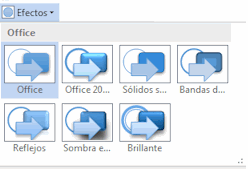 Efectos
Office
Office Office 20... Sólidos s... Bandas d...
Reflejos Sombra e... Brillante